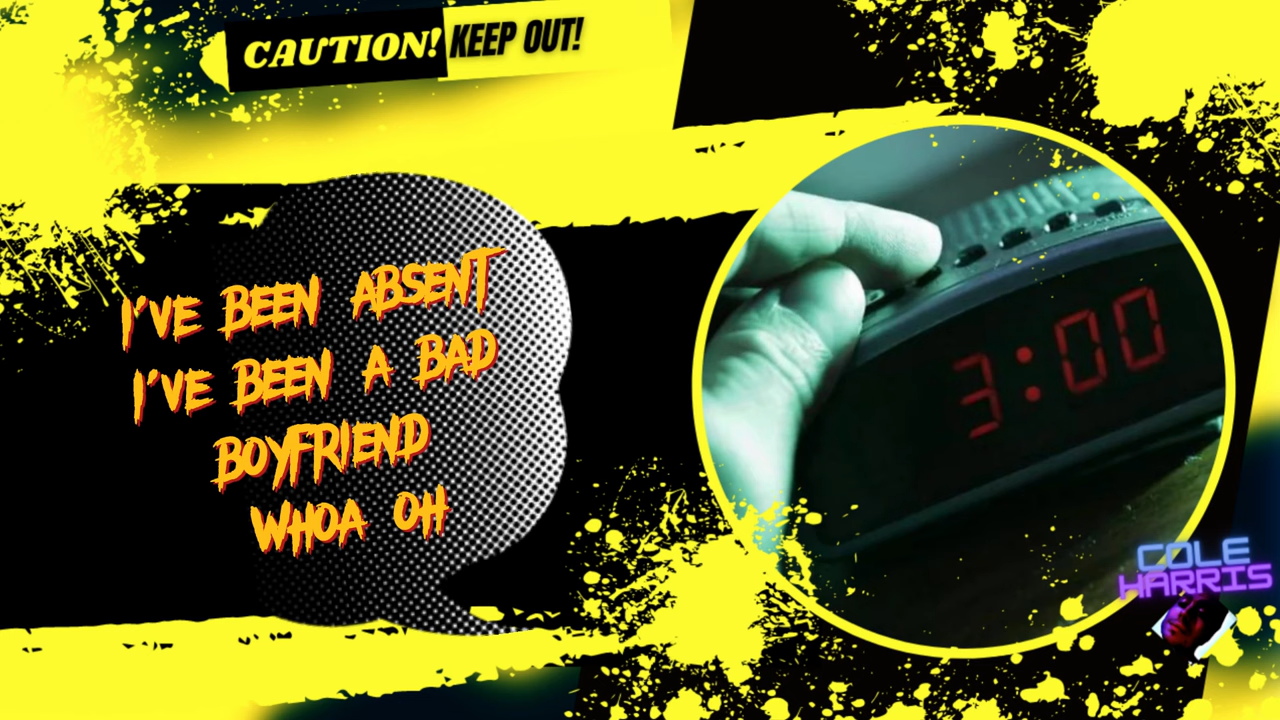 CAUTION! KEEP OUT!
I'VE BEEN ABSENT
I'VE BEEN A BAD
BOYFRIEND
WHOA OH
3:00
COLE
HARRIS